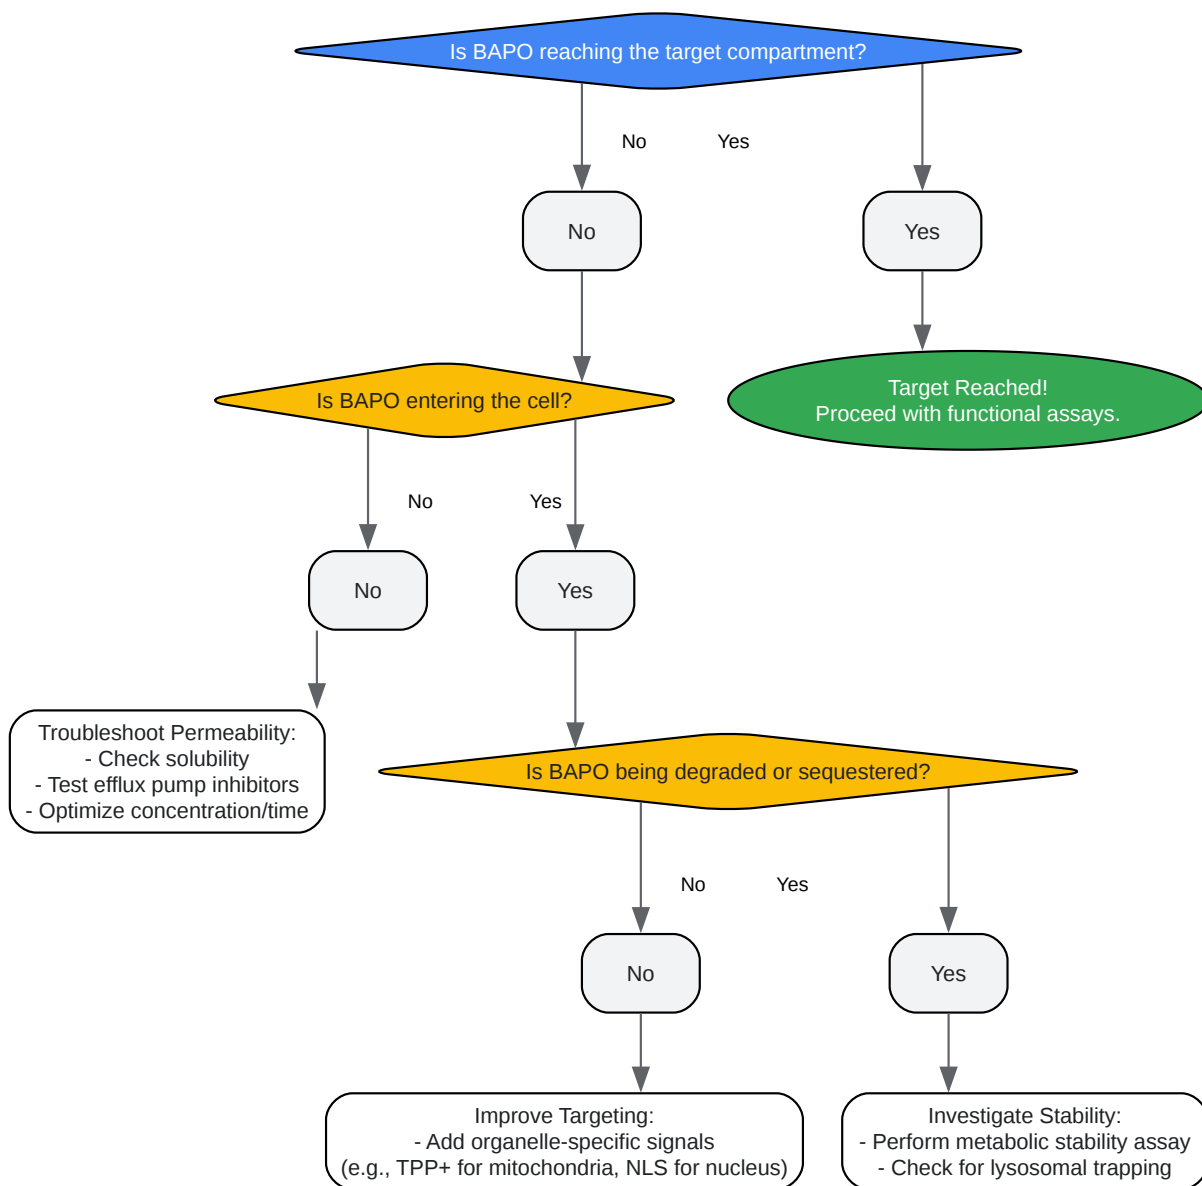 Is BAPO reaching the target compartment?
No
Yes
No
Yes
Is BAPO entering the cell?
Target Reached!
Proceed with functional assays.
No
Yes
No
Yes
Troubleshoot Permeability:
- Check solubility
- Test efflux pump inhibitors
- Optimize concentration/time
Is BAPO being degraded or sequestered?
No
Yes
No
Yes
Improve Targeting:
- Add organelle-specific signals
(e.g., TPP+ for mitochondria, NLS for nucleus)
Investigate Stability:
- Perform metabolic stability assay
- Check for lysosomal trapping